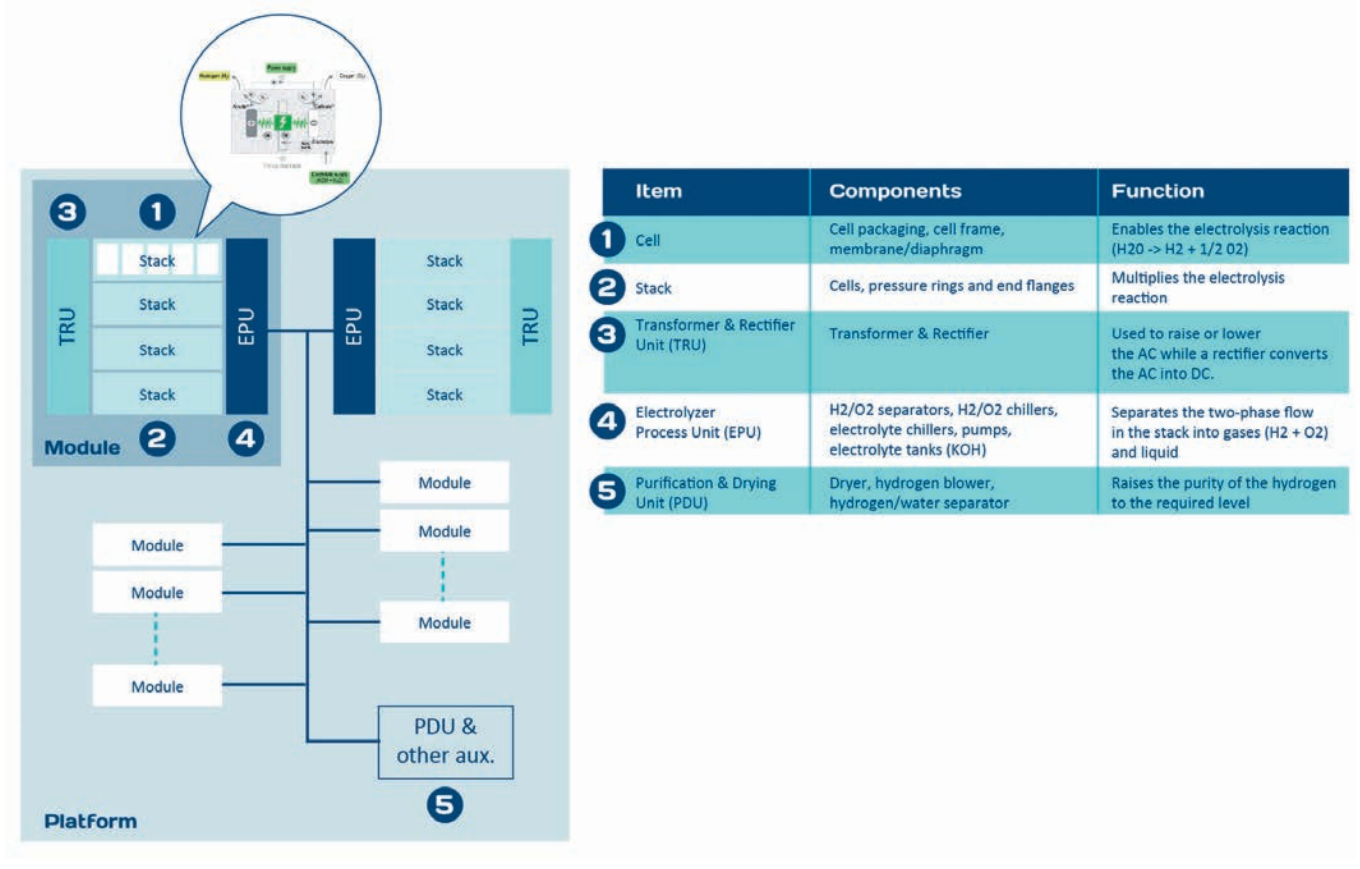 Power supply
3
1
TRU
Stack
Stack
Stack
Stack
EPU
Module
2
4
EPU
Stack
Stack
Stack
Stack
TRU
Module
Module
Module
Module
Module
Module
PDU &
other aux.
5
Platform
Item
Components
Function
1
Cell
Cell packaging, cell frame,
membrane/diaphragm
Enables the electrolysis reaction
(H20 -> H2 + 1/2 02)
2
Stack
Cells, pressure rings and end flanges
Multiplies the electrolysis
reaction
3
Transformer & Rectifier
Unit (TRU)
Transformer & Rectifier
Used to raise or lower
the AC while a rectifier converts
the AC into DC.
4
Electrolyzer
Process Unit (EPU)
H2/O2 separators, H2/O2 chillers,
electrolyte chillers, pumps,
electrolyte tanks (KOH)
Separates the two-phase flow
in the stack into gases (H2 + O2)
and liquid
5
Purification & Drying
Unit (PDU)
Dryer, hydrogen blower,
hydrogen/water separator
Raises the purity of the hydrogen
to the required level